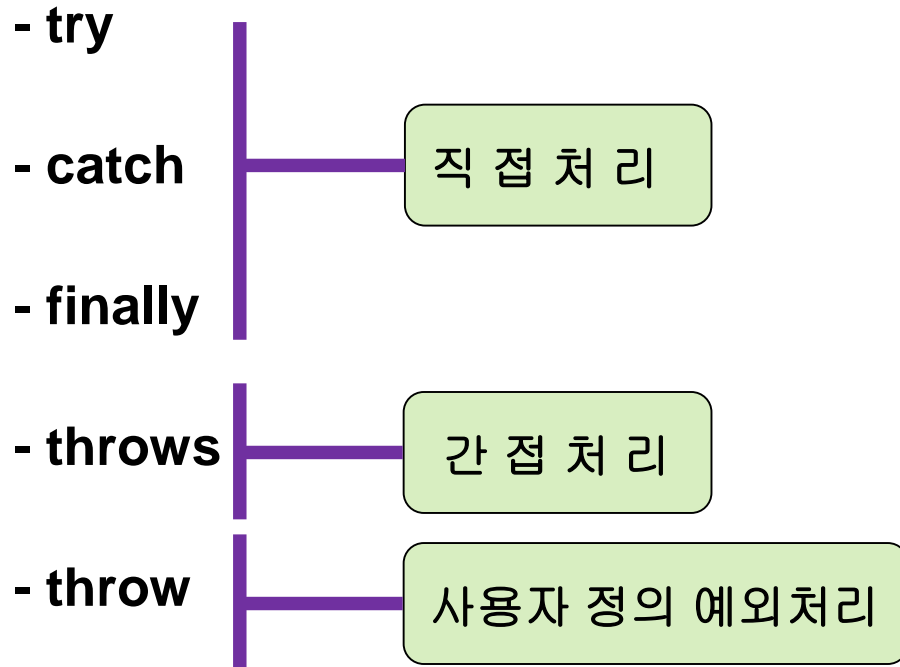 - try
- catch
직 접 처 리
- finally
- throws
간 접 처 리
- throw
사용자 정의 예외처리